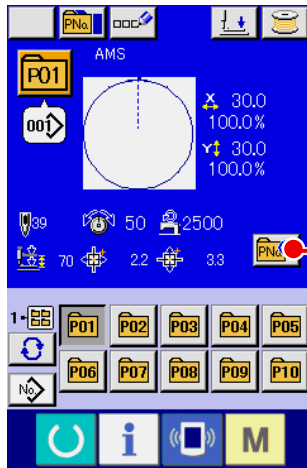 PNo.
AMS
P01
001
X 30.0
100.0%
Y 30.0
100.0%
39 50 2500
PNo.
70 2.2 3.3
1- P01 P02 P03 P04 P05
P06 P07 P08 P09 P10
No.
i M